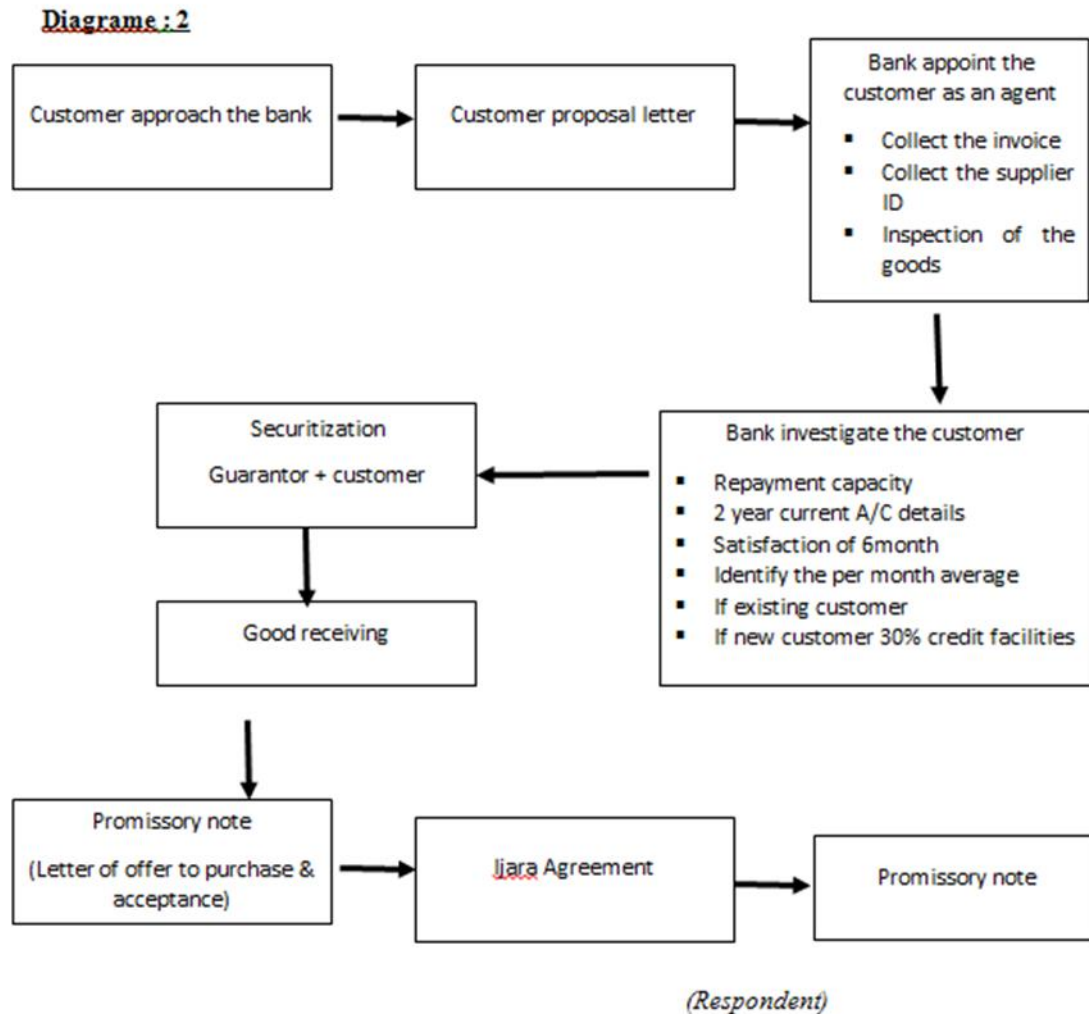 Diagrame : 2
Customer approach the bank
Customer proposal letter
Bank appoint the
customer as an agent
▪ Collect the invoice
▪ Collect the supplier
ID
▪ Inspection of the
goods
Bank investigate the customer
▪ Repayment capacity
▪ 2 year current A/C details
▪ Satisfaction of 6month
▪ Identify the per month average
▪ If existing customer
▪ If new customer 30% credit facilities
Securitization
Guarantor + customer
Good receiving
Promissory note
(Letter of offer to purchase &
acceptance)
Ijara Agreement
Promissory note
(Respondent)